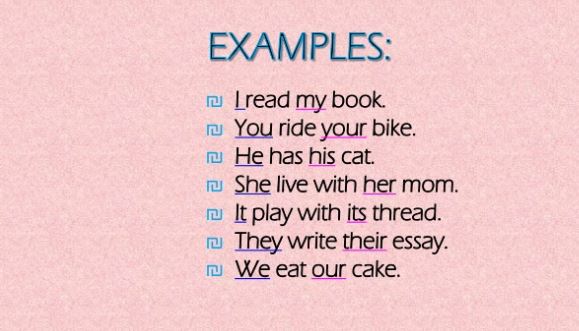 EXAMPLES:
I read my book.
You ride your bike.
He has his cat.
She live with her mom.
It play with its thread.
They write their essay.
We eat our cake.